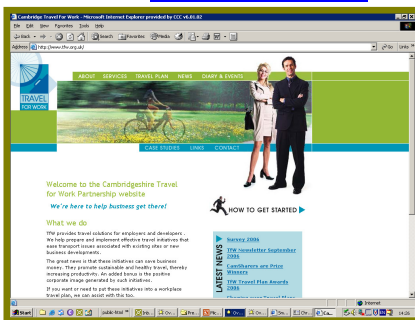 Cambridge Travel For Work - Microsoft Internet Explorer provided by CCC v6.01.02
File Edit View Favorites Tools Help
Back Search Favorites Media
Address http://www.tfw.org.uk/ Go Links
ABOUT SERVICES TRAVEL PLAN NEWS DIARY & EVENTS
TRAVEL
FOR WORK
CASE STUDIES LINKS CONTACT
Welcome to the Cambridgeshire Travel
for Work Partnership website
We're here to help business get there!
HOW TO GET STARTED
What we do
TfW provides travel solutions for employers and developers .
We help prepare and implement effective travel initiatives that
ease transport issues associated with existing sites or new
business developments.
The great news is that these initiatives can save business
money. They promote sustainable and healthy travel, thereby
increasing productivity. An added bonus is the positive
corporate image generated by such initiatives.
If you want or need to put these initiatives into a workplace
travel plan, we can assist with this too.
LATEST NEWS
Survey 2006
TfW Newsletter September
2006
CamShares are Prize
Winners
TfW Travel Plan Awards
2006
Internet
Start
14:26